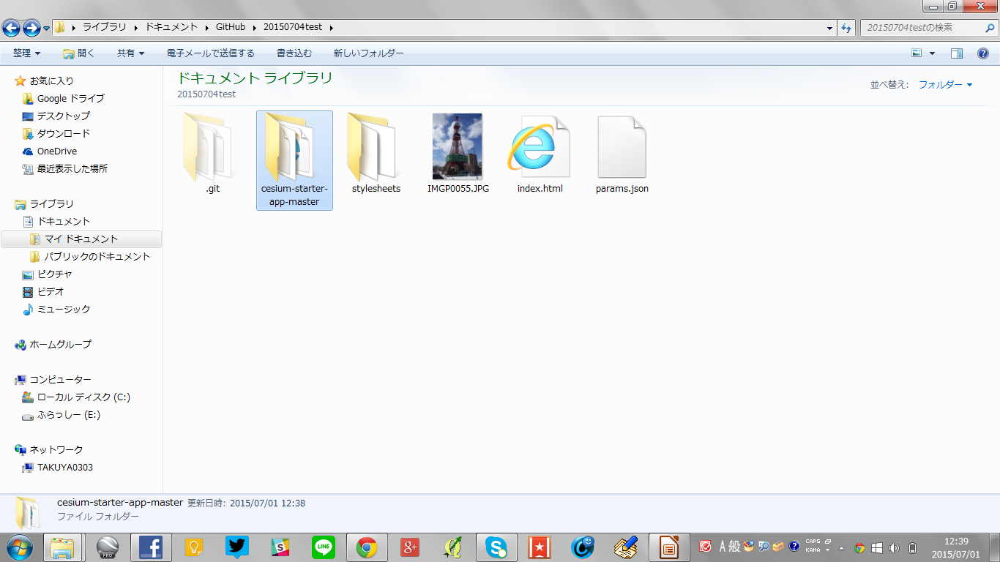 ライブラリ ドキュメント GitHub 20150704test
20150704testの検索
整理 開く 共有 電子メールで送信する 書き込む 新しいフォルダー
お気に入り
Google ドライブ
デスクトップ
ダウンロード
OneDrive
最近表示した場所
ライブラリ
ドキュメント
マイ ドキュメント
パブリックのドキュメント
ピクチャ
ビデオ
ミュージック
ホームグループ
コンピューター
ローカル ディスク (C:)
ふらっしー (E:)
ネットワーク
TAKUYA0303
ドキュメント ライブラリ
20150704test
並べ替え: フォルダー
.git
cesium-starter-
app-master
stylesheets
IMGP0055.JPG
index.html
params.json
cesium-starter-app-master 更新日時: 2015/07/01 12:38
ファイル フォルダー
PRO
LINE
A 般
CAPS
KANA
12:39
2015/07/01